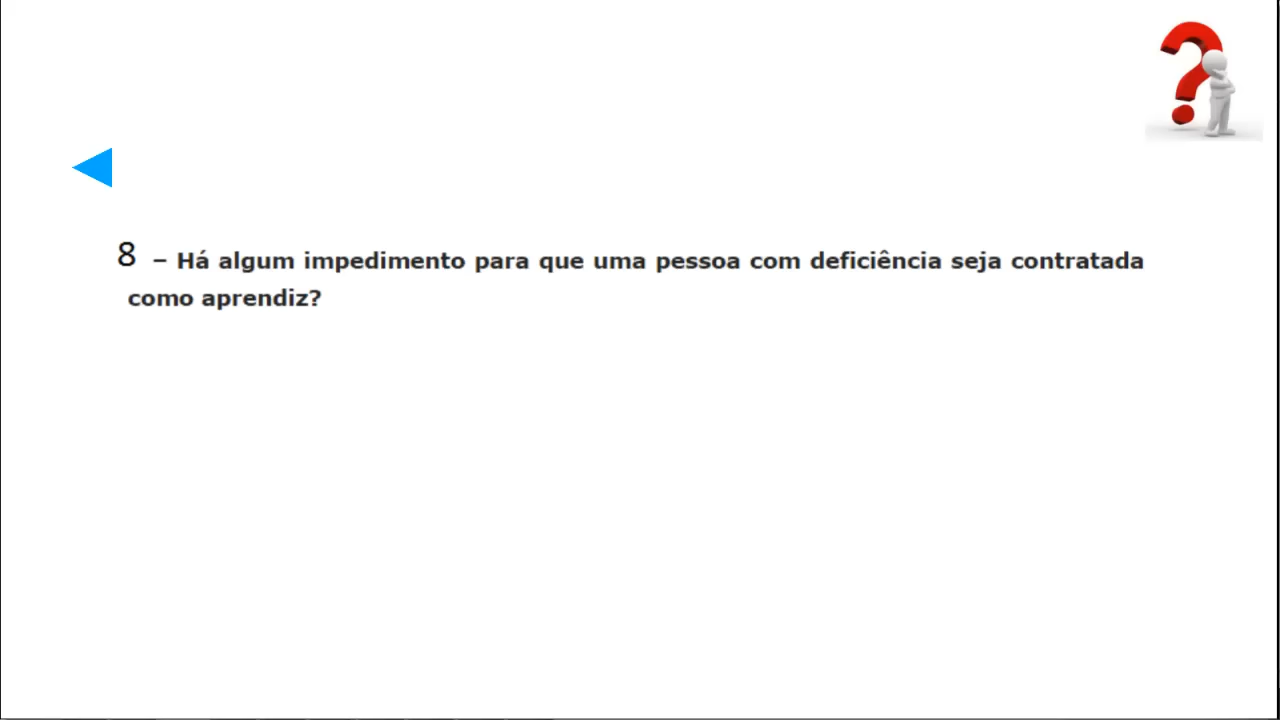 8 – Há algum impedimento para que uma pessoa com deficiência seja contratada
como aprendiz?